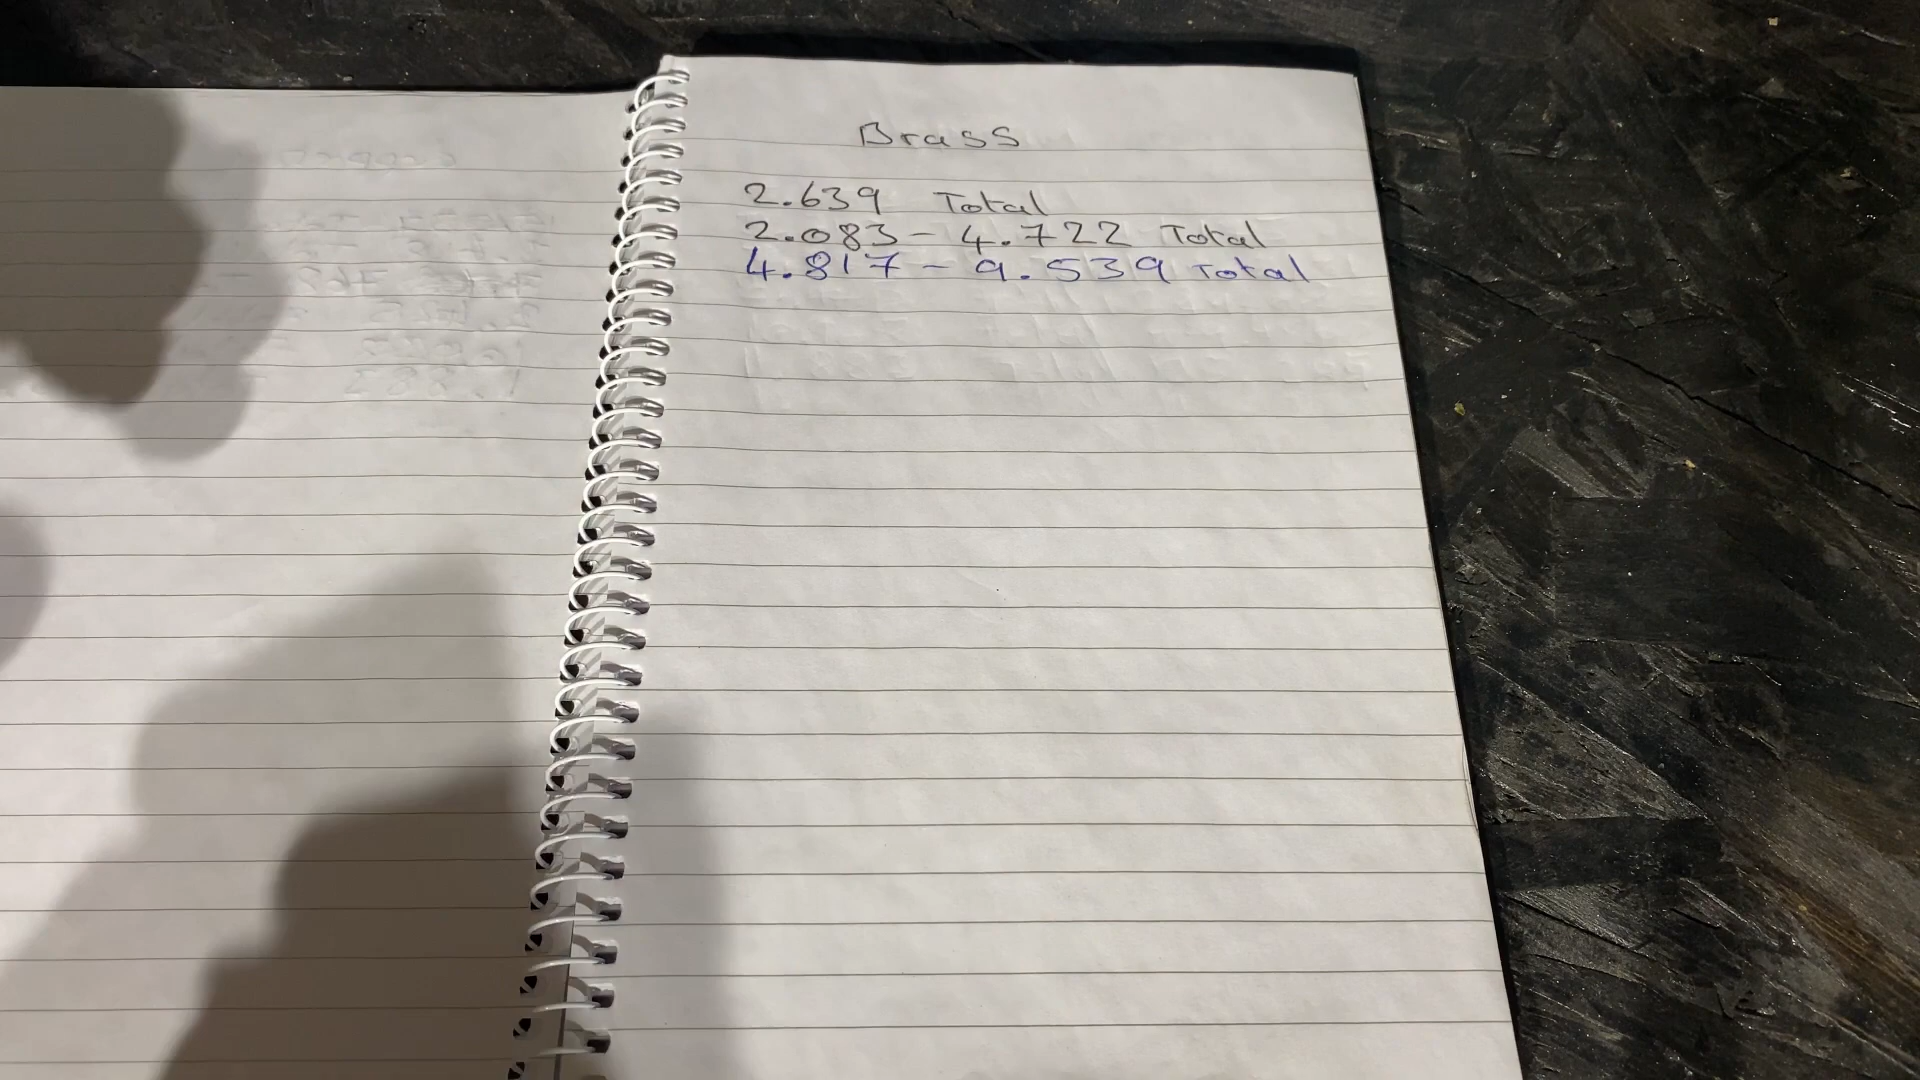 Brass
2.639 Total
2.083 - 4.722 Total
4.817 - 9.539 Total